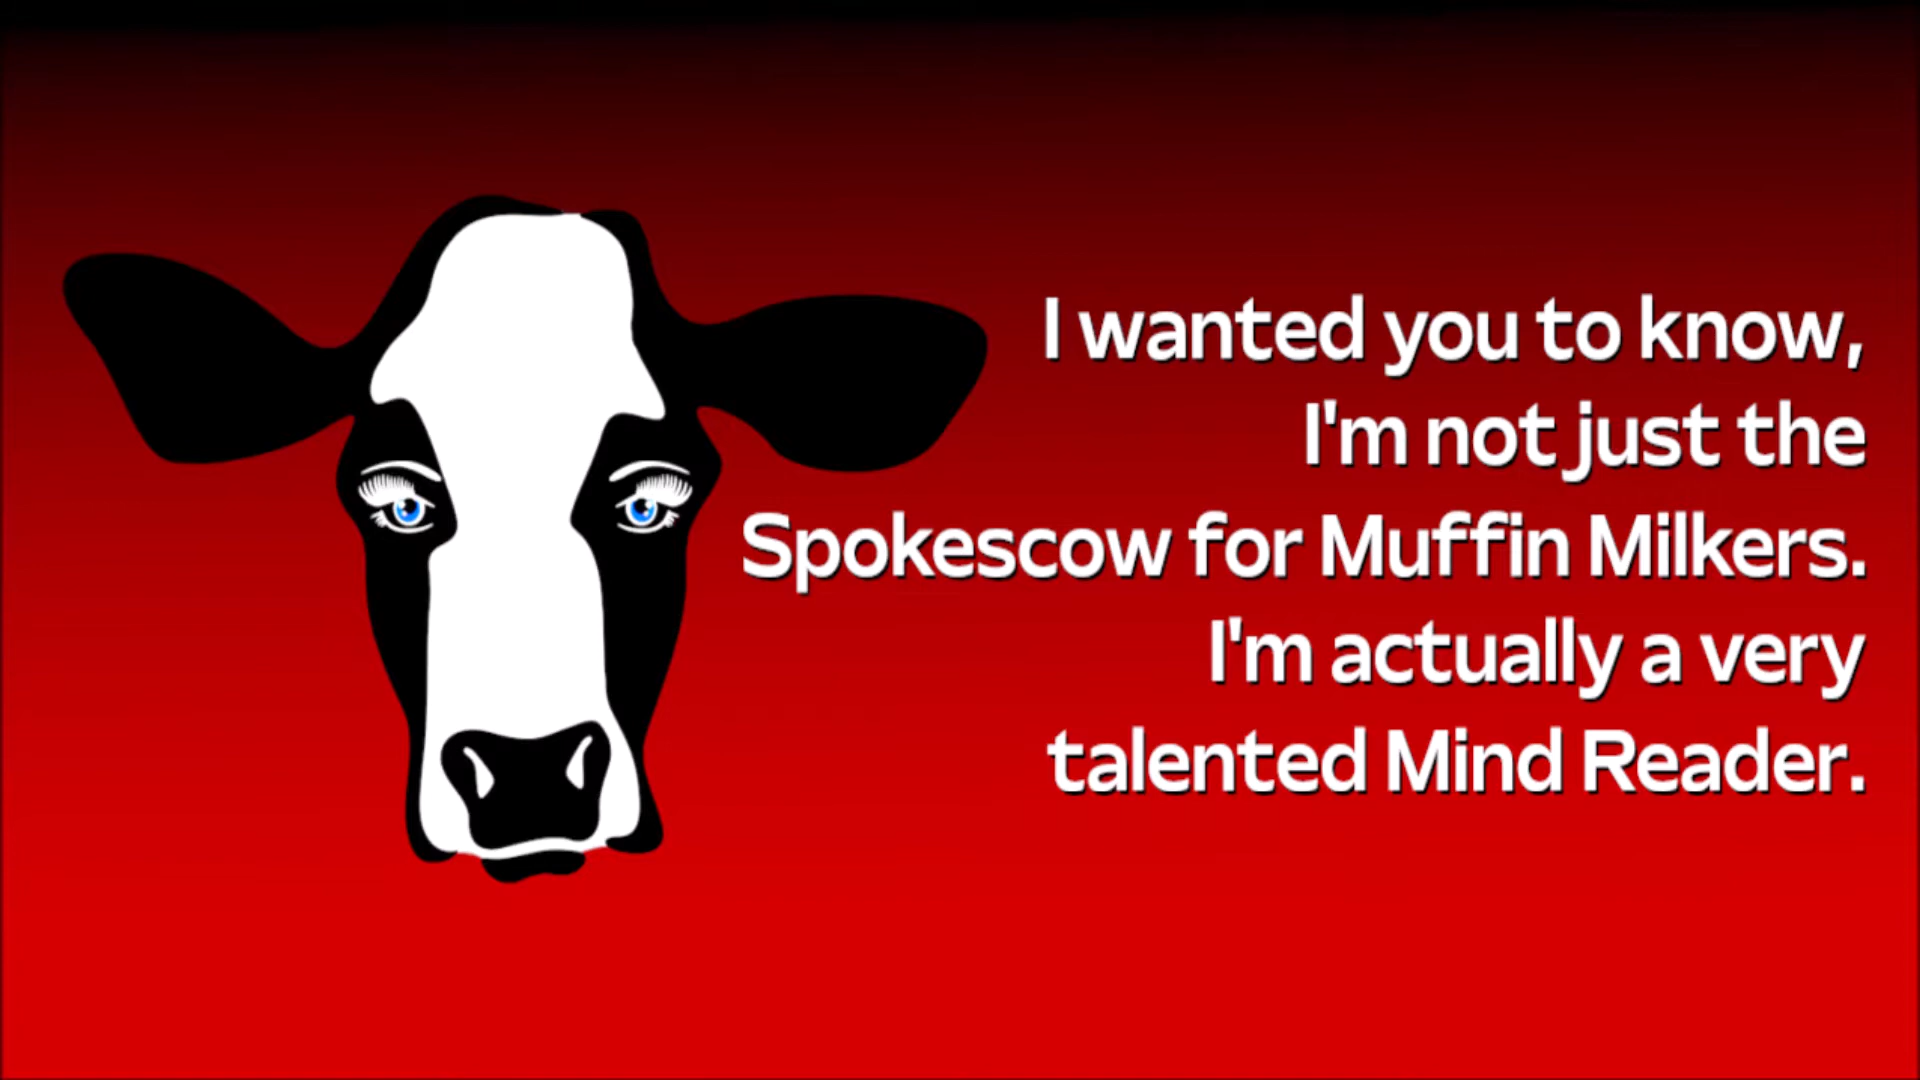 I wanted you to know,
I'm not just the
Spokescow for Muffin Milkers.
I'm actually a very
talented Mind Reader.